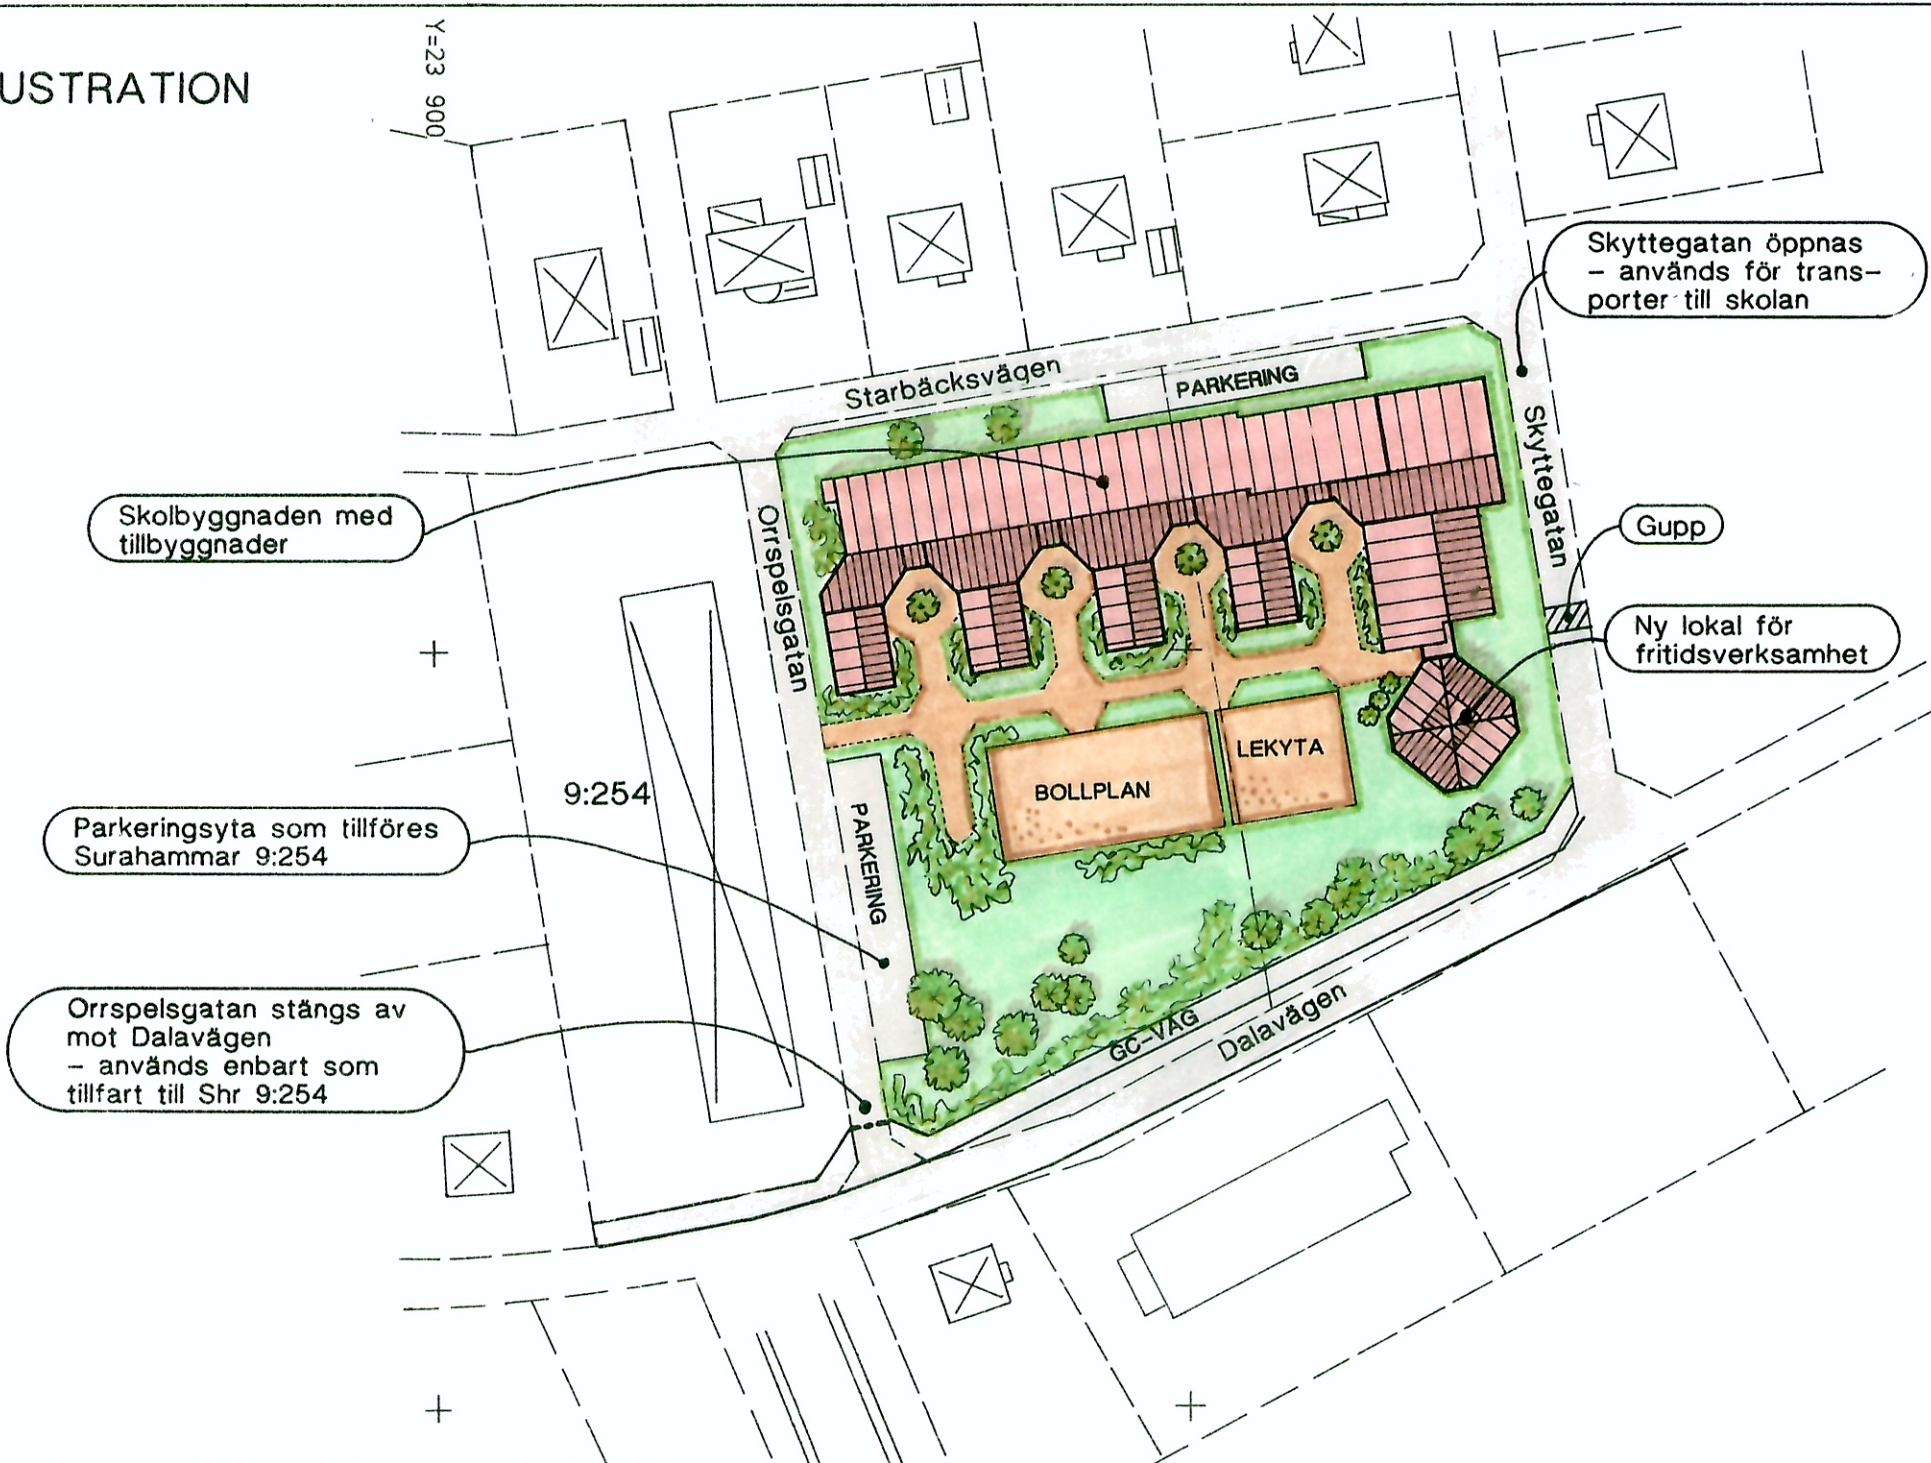 USTRATION
Y=23 900
Skyttegatan öppnas
– används för trans–
porter till skolan
Starbäcksvägen
PARKERING
Skyttegatan
Skolbyggnaden med
tillbyggnader
Orrspelsgatan
Gupp
Ny lokal för
fritidsverksamhet
LEKYTA
BOLLPLAN
9:254
PARKERING
Parkeringsyta som tillföres
Surahammar 9:254
Orrspelsgatan stängs av
mot Dalavägen
– används enbart som
tillfart till Shr 9:254
GC-VÄG
Dalavägen